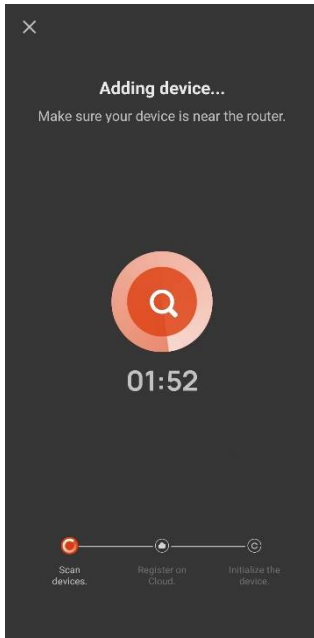 Adding device...
Make sure your device is near the router.
01:52
Scan
devices.
Register on
Cloud.
Initialize the
device.